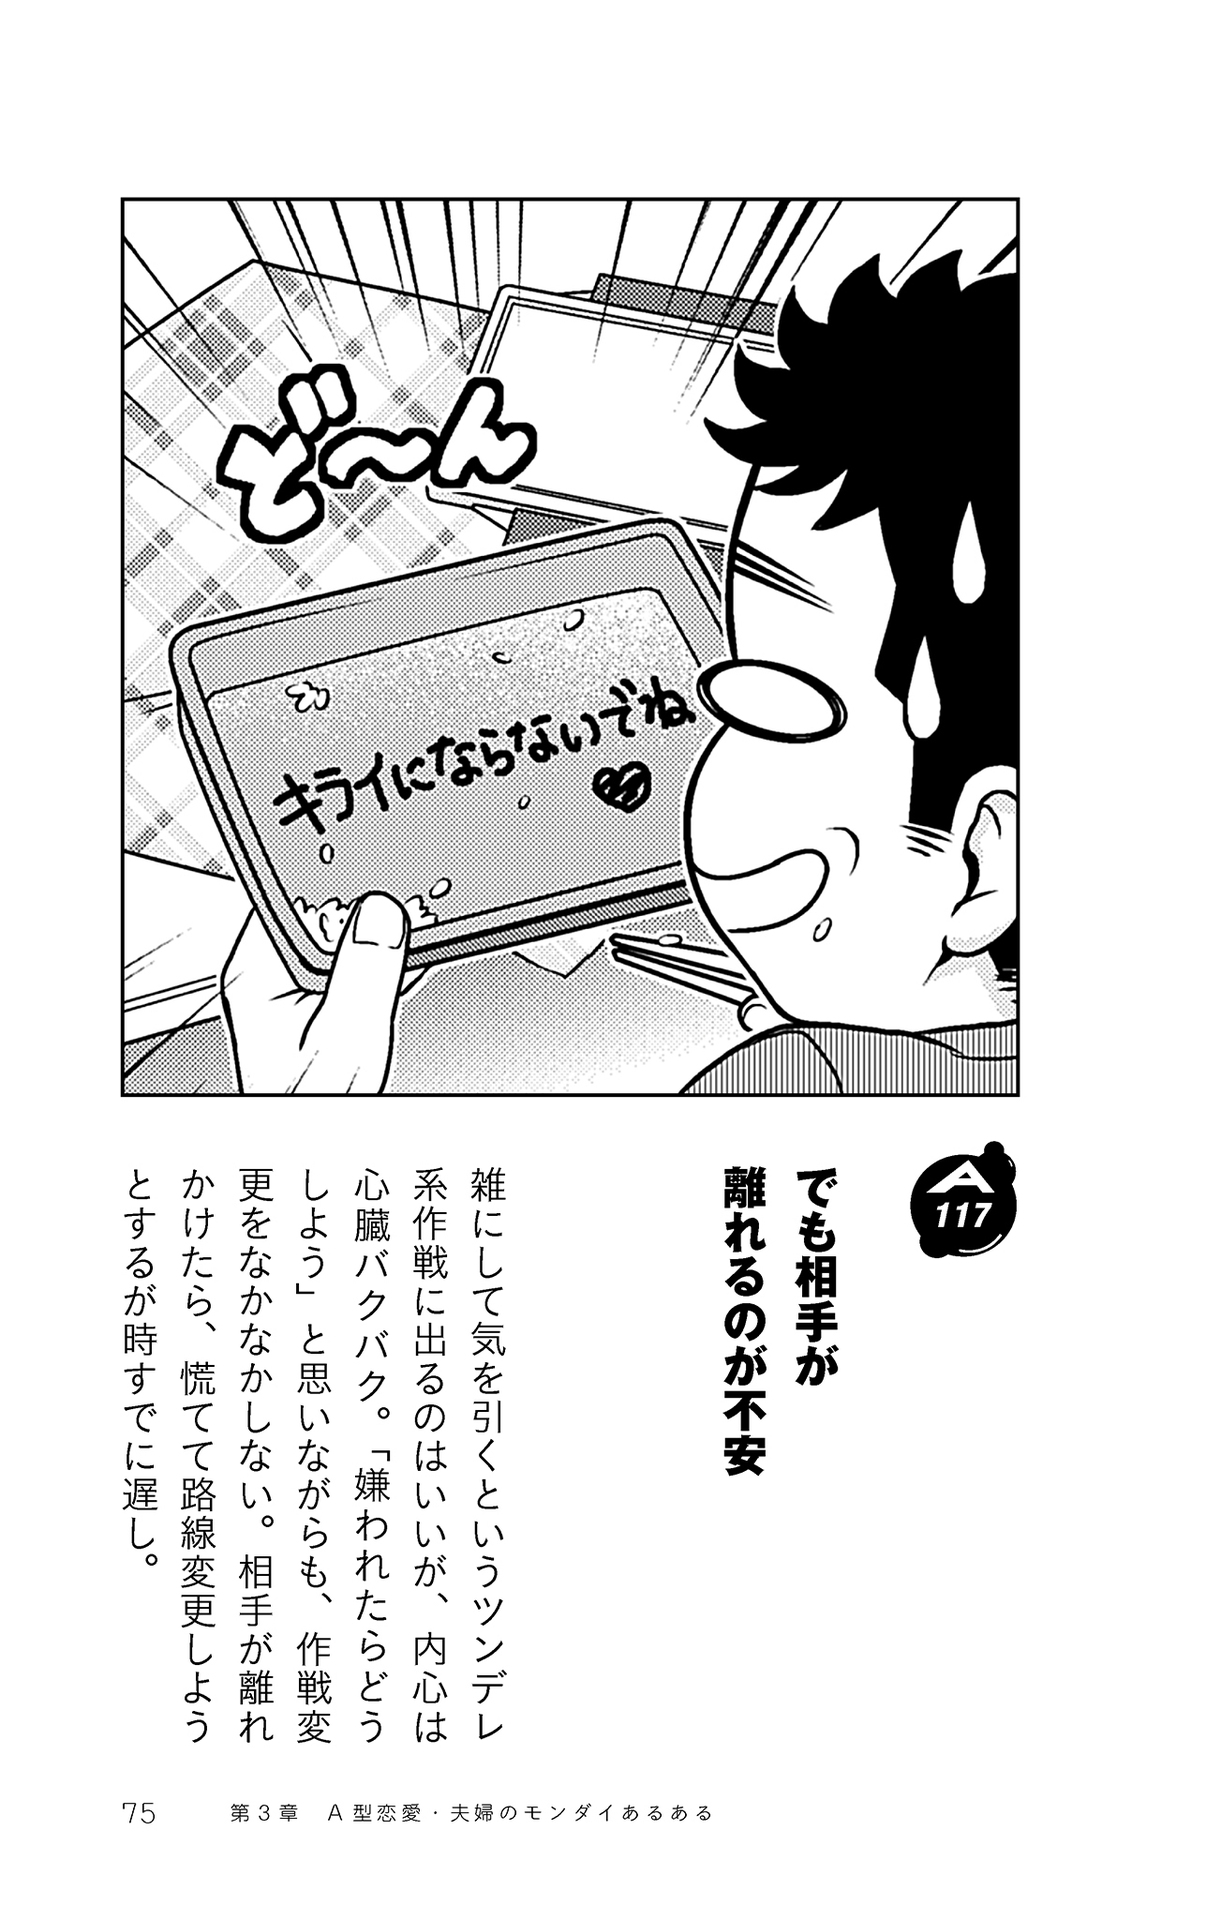 ど〜ん
キライにならないでね
A
117
でも相手が
離れるのが不安
雑にして気を引くというツンデレ
系作戦に出るのはいいが、内心は
心臓バクバク。「嫌われたらどう
しよう」と思いながらも、作戦変
更をなかなかしない。相手が離れ
かけたら、慌てて路線変更しよう
とするが時すでに遅し。
75
第3章　A型恋愛・夫婦のモンダイあるある